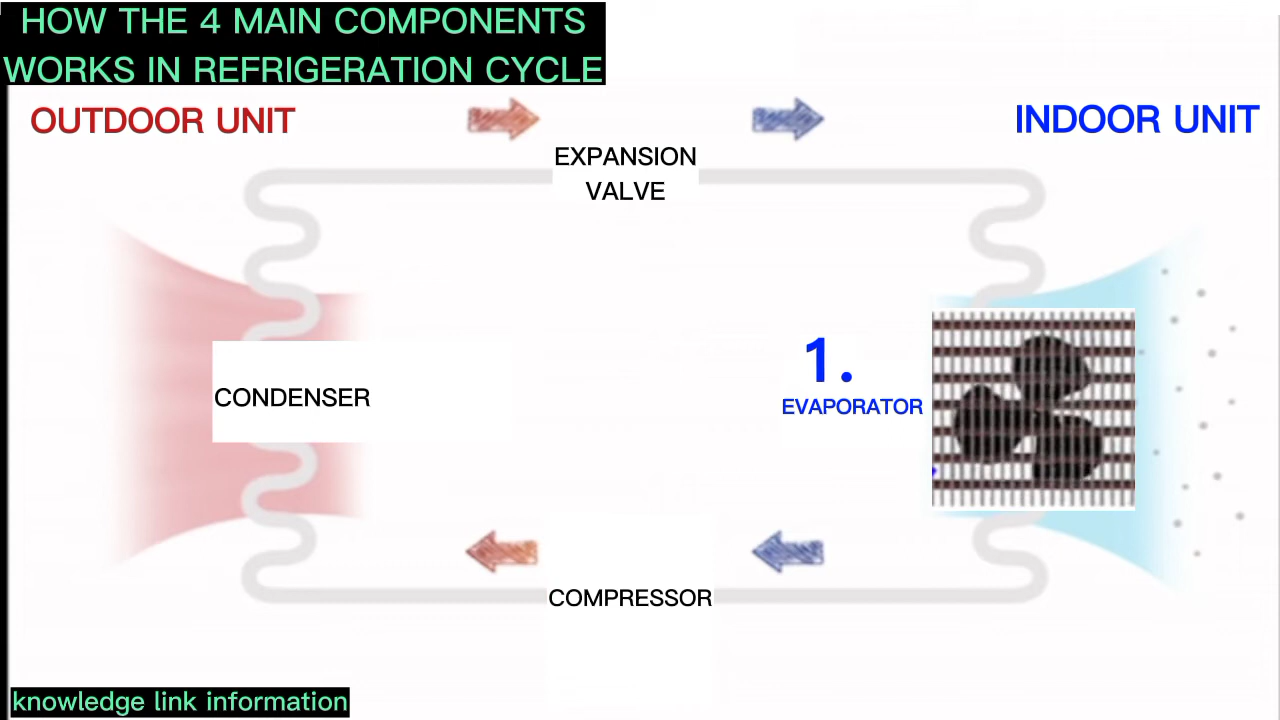 HOW THE 4 MAIN COMPONENTS
WORKS IN REFRIGERATION CYCLE
OUTDOOR UNIT
INDOOR UNIT
EXPANSION
VALVE
1.
EVAPORATOR
CONDENSER
COMPRESSOR
knowledge link information